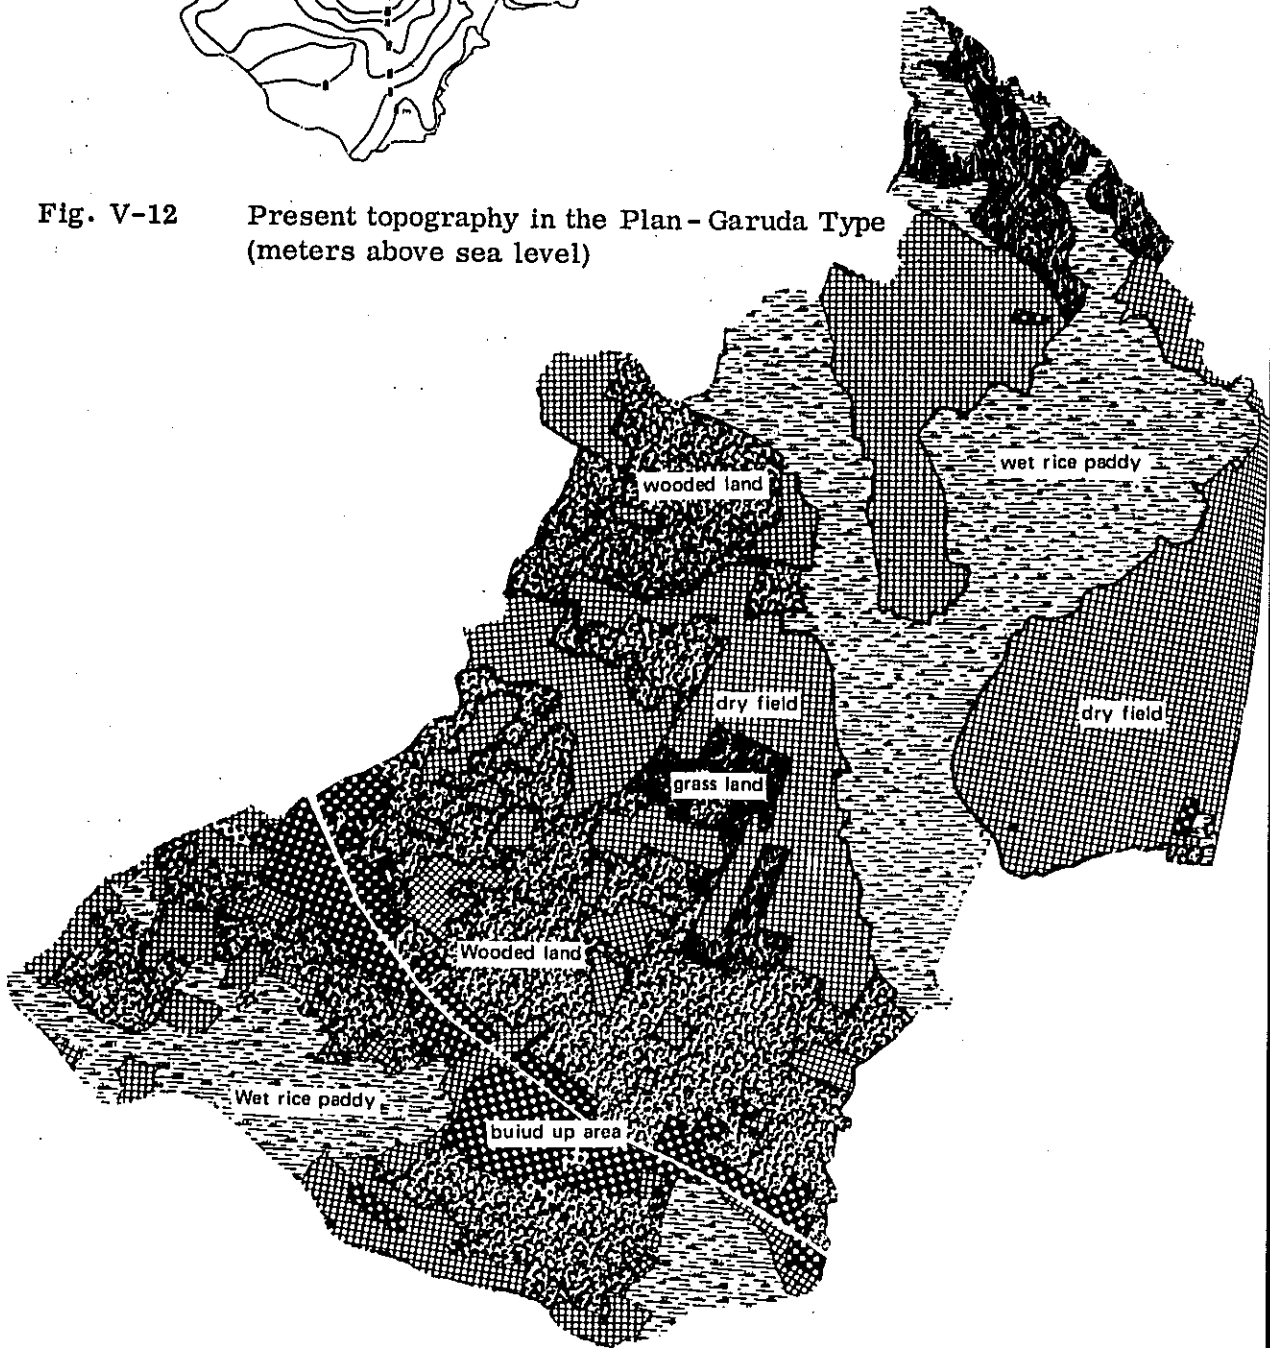 Fig. V-12 Present topography in the Plan-Garuda Type
(meters above sea level)
wet rice paddy
wooded land
dry field
dry field
grass land
Wooded land
Wet rice paddy
buiud up area